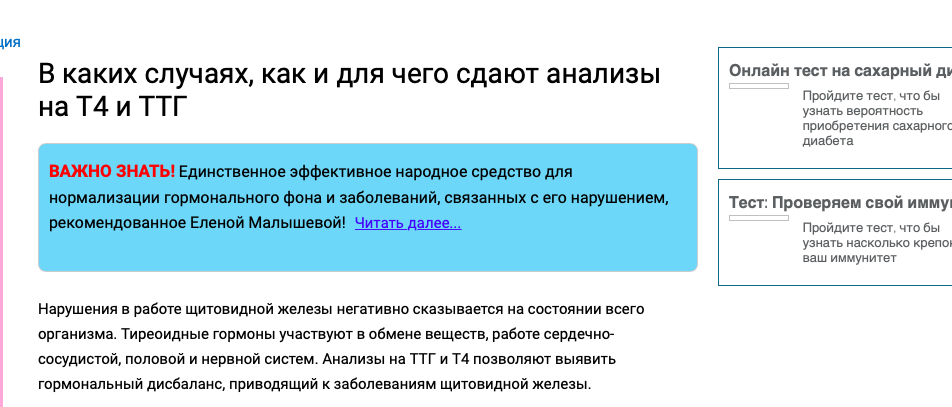 ция
В каких случаях, как и для чего сдают анализы
на Т4 и ТТГ
ВАЖНО ЗНАТЬ! Единственное эффективное народное средство для
нормализации гормонального фона и заболеваний, связанных с его нарушением,
рекомендованное Еленой Малышевой! Читать далее...
Нарушения в работе щитовидной железы негативно сказывается на состоянии всего
организма. Тиреоидные гормоны участвуют в обмене веществ, работе сердечно-
сосудистой, половой и нервной систем. Анализы на ТТГ и Т4 позволяют выявить
гормональный дисбаланс, приводящий к заболеваниям щитовидной железы.
Онлайн тест на сахарный ди
Пройдите тест, что бы
узнать вероятность
приобретения сахарного
диабета
Тест: Проверяем свой имму
Пройдите тест, что бы
узнать насколько крепок
ваш иммунитет